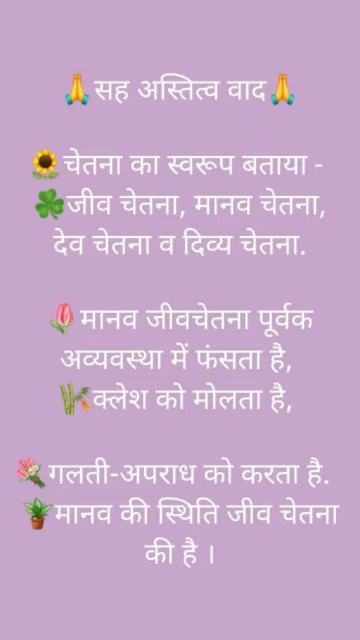 🙏सह अस्तित्व वाद🙏
🌻चेतना का स्वरूप बताया -
☘️जीव चेतना, मानव चेतना,
देव चेतना व दिव्य चेतना.
🌷मानव जीवचेतना पूर्वक
अव्यवस्था में फंसता है,
🎋क्लेश को मोलता है,
💐गलती-अपराध को करता है.
🪴मानव की स्थिति जीव चेतना
की है ।